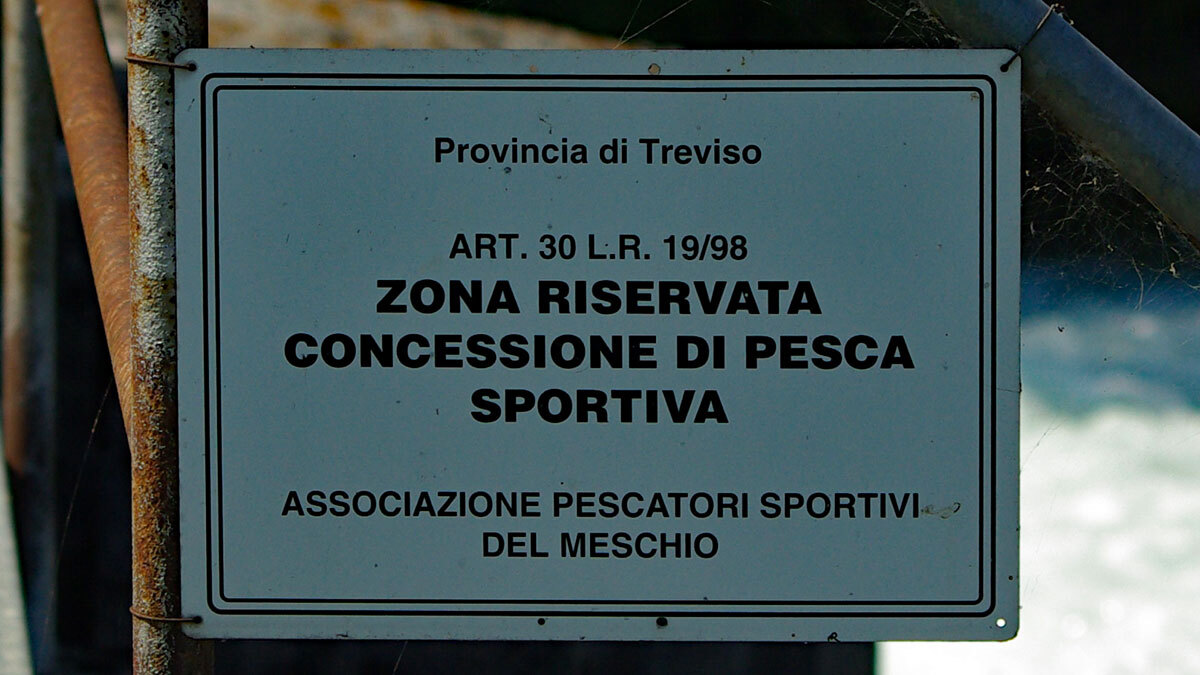 Provincia di Treviso
ART. 30 L.R. 19/98
ZONA RISERVATA
CONCESSIONE DI PESCA
SPORTIVA
ASSOCIAZIONE PESCATORI SPORTIVI
DEL MESCHIO